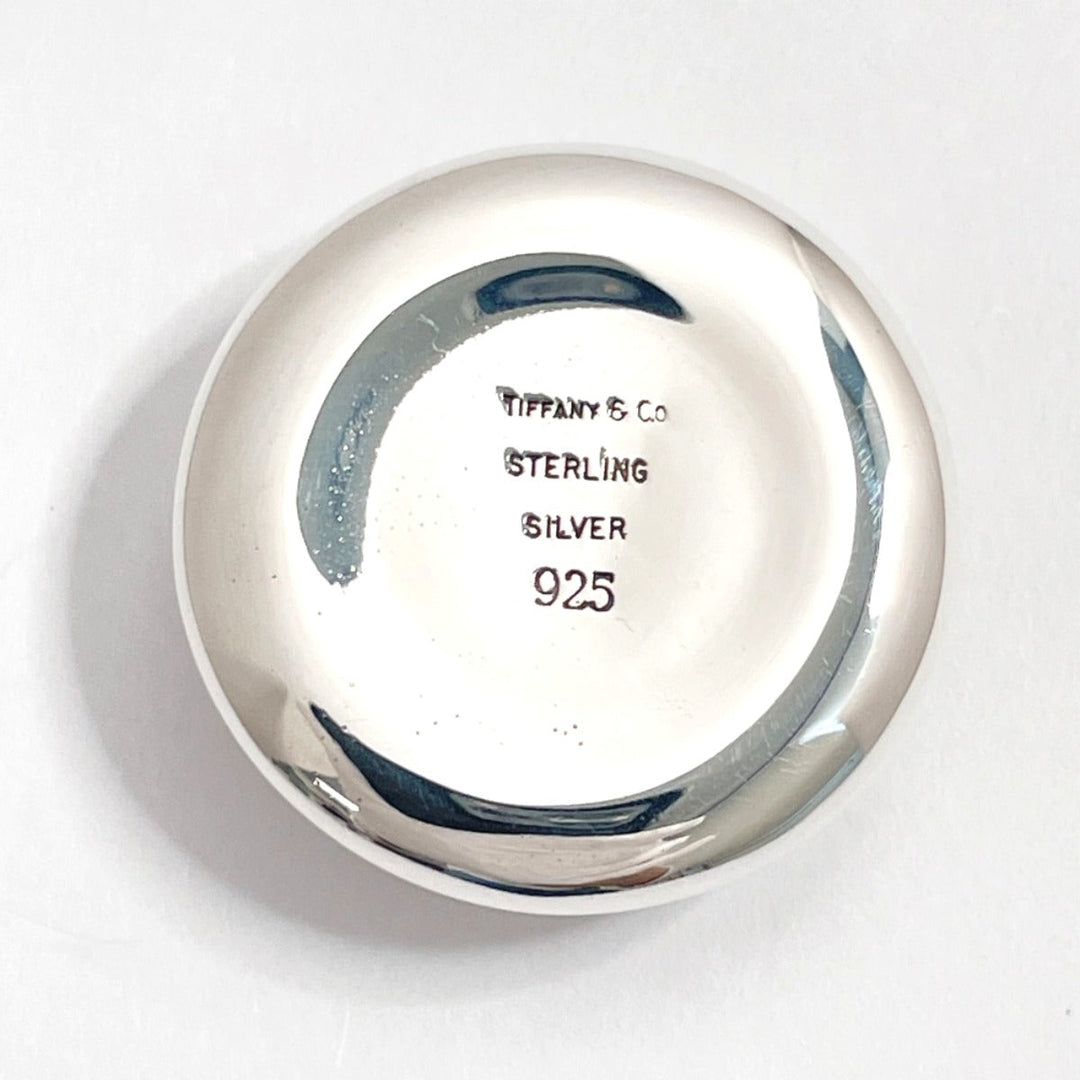 TIFFANY & Co
STERLING
SILVER
925